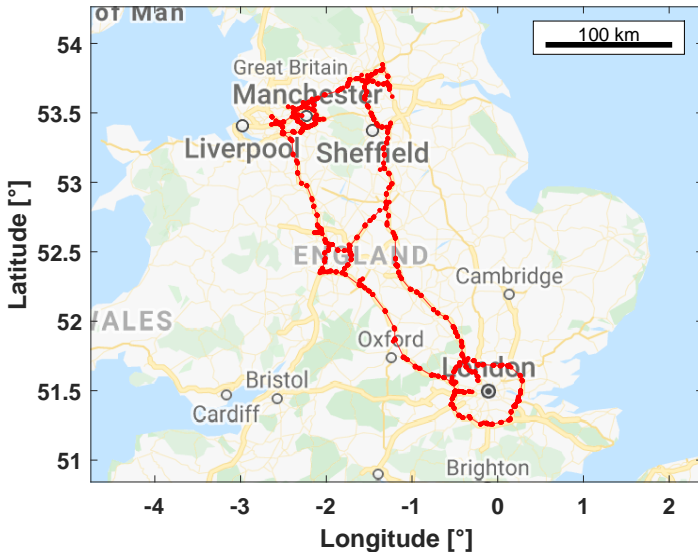 of Man
100 km
Great Britain
Manchester
Liverpool
Sheffield
ENGLAND
Cambridge
WALES
Oxford
London
Bristol
Cardiff
Brighton
54
53.5
53
52.5
52
51.5
51
Latitude [°]
-4
-3
-2
-1
0
1
2
Longitude [°]